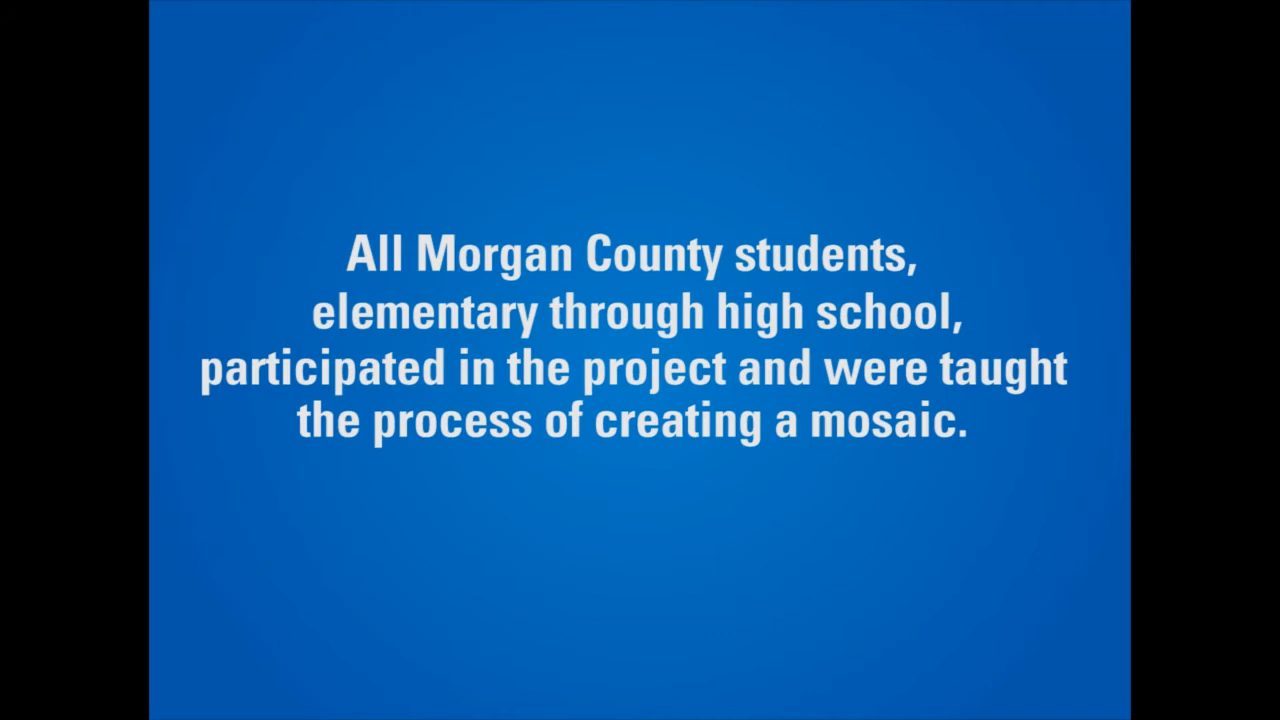 All Morgan County students,
elementary through high school,
participated in the project and were taught
the process of creating a mosaic.